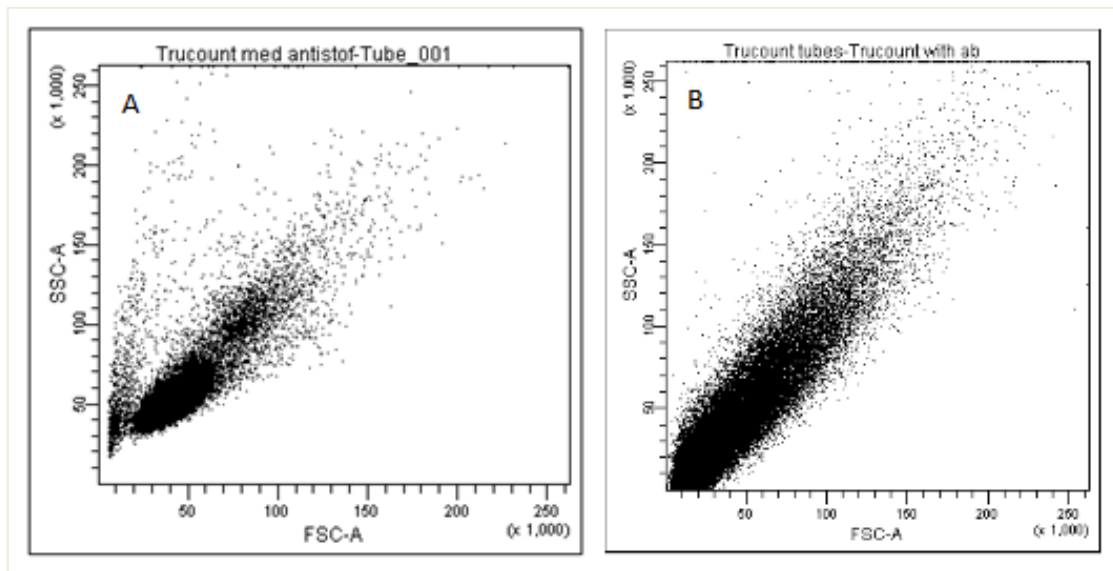 Trucount med antistof-Tube_001
A
(x 1,000)
250
200
150
100
50
SSC-A
50 100 150 200 250
FSC-A
(x 1,000)
Trucount tubes-Trucount with ab
B
(x 1,000)
250
200
150
100
50
SSC-A
50 100 150 200 250
FSC-A
(x 1,000)